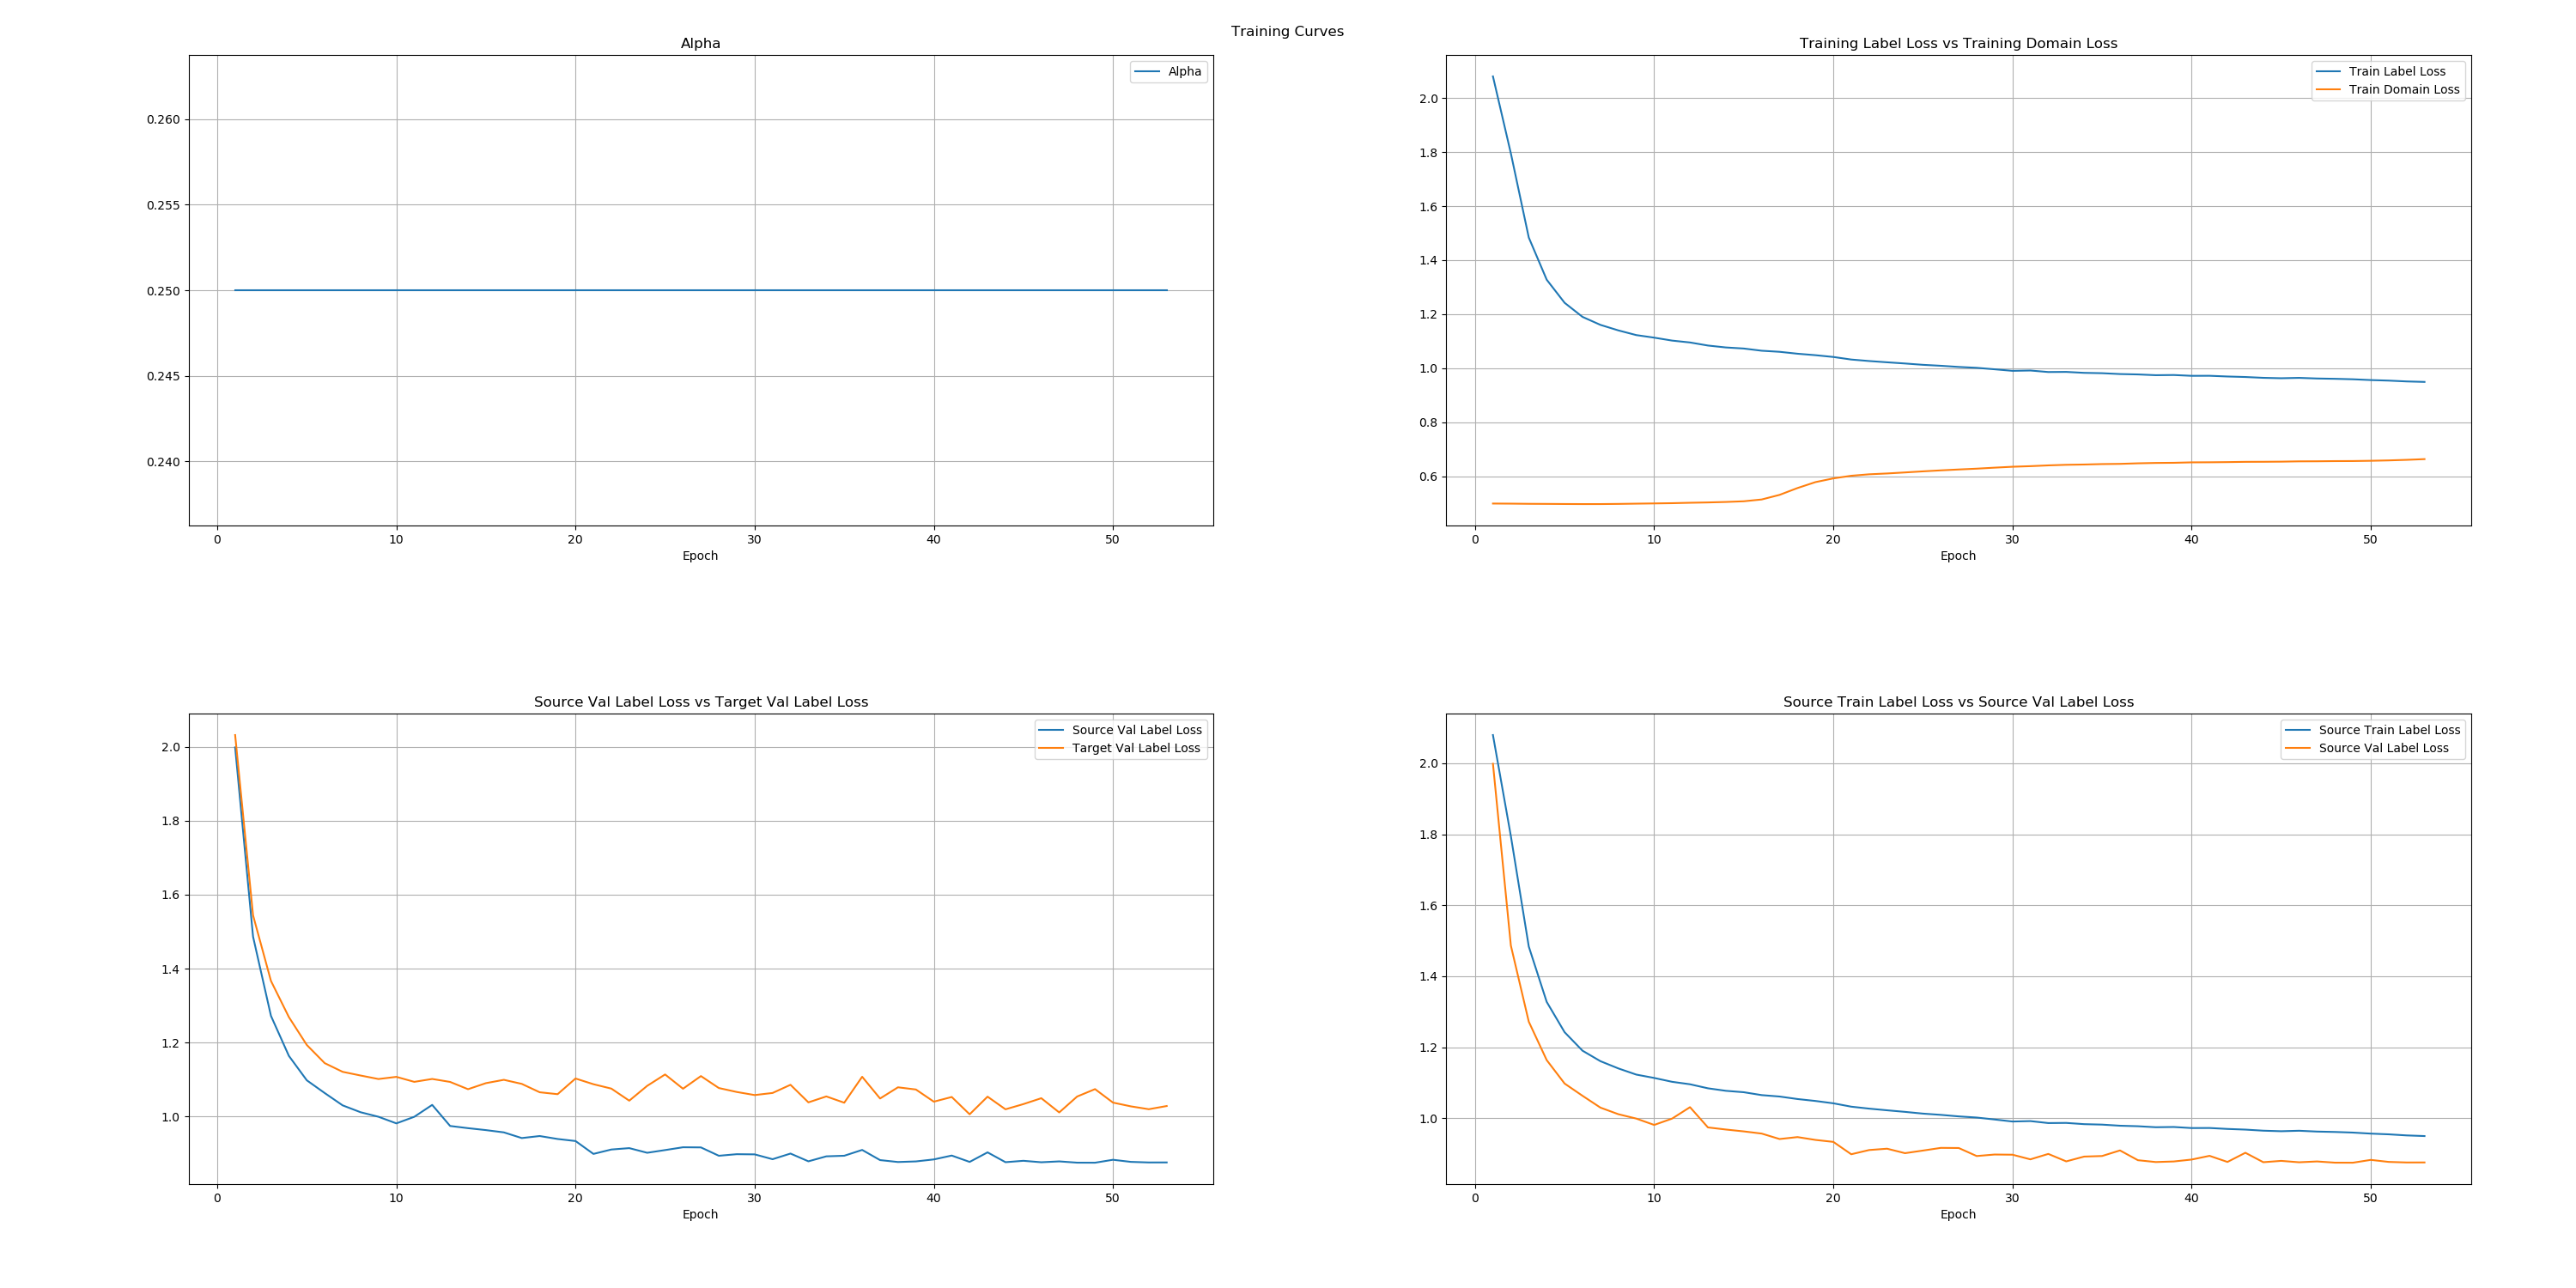 Training Curves
Alpha
Alpha
0.260
0.255
0.250
0.245
0.240
0 10 20 30 40 50
Epoch
Training Label Loss vs Training Domain Loss
Train Label Loss
Train Domain Loss
2.0
1.8
1.6
1.4
1.2
1.0
0.8
0.6
0 10 20 30 40 50
Epoch
Source Val Label Loss vs Target Val Label Loss
Source Val Label Loss
Target Val Label Loss
2.0
1.8
1.6
1.4
1.2
1.0
0 10 20 30 40 50
Epoch
Source Train Label Loss vs Source Val Label Loss
Source Train Label Loss
Source Val Label Loss
2.0
1.8
1.6
1.4
1.2
1.0
0 10 20 30 40 50
Epoch